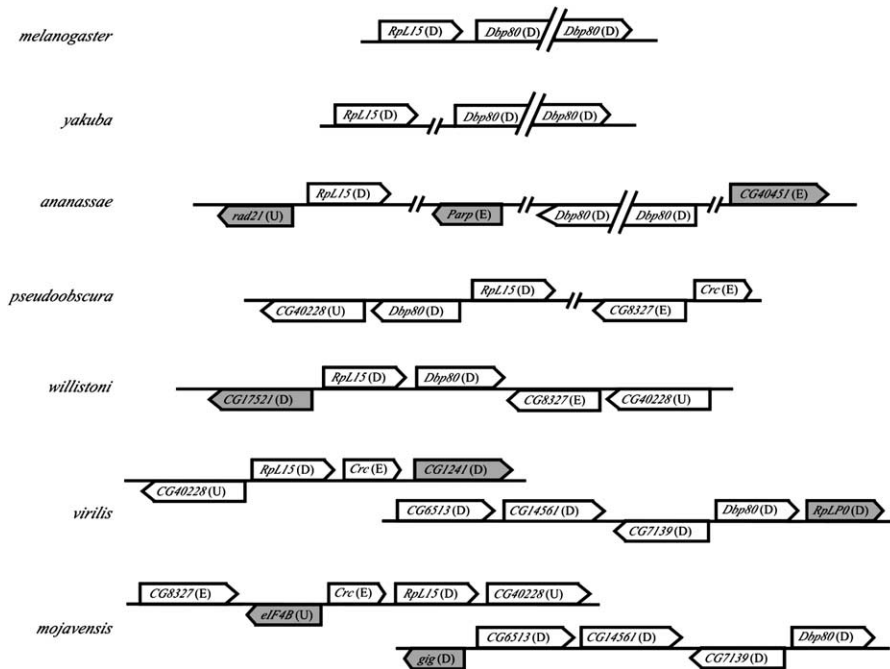 melanogaster RpL15 (D) Dbp80 (D) Dbp80 (D)
yakuba RpL15 (D) Dbp80 (D) Dbp80 (D)
RpL15 (D) CG40451 (E)
ananassae
rad21 (U) Parp (E) Dbp80 (D) Dbp80 (D)
RpL15 (D) Crc (E)
pseudoobscura
CG40228 (U) Dbp80 (D) CG8327 (E)
RpL15 (D) Dbp80 (D)
willistoni
CG17521 (D) CG8327 (E) CG40228 (U)
RpL15 (D) Crc (E) CG1241 (D)
CG40228 (U)
virilis
CG6513 (D) CG14561 (D) Dbp80 (D) RpLP0 (D)
CG7139 (D)
CG8327 (E) Crc (E) RpL15 (D) CG40228 (U)
eIF4B (U)
mojavensis
CG6513 (D) CG14561 (D) Dbp80 (D)
gig (D) CG7139 (D)